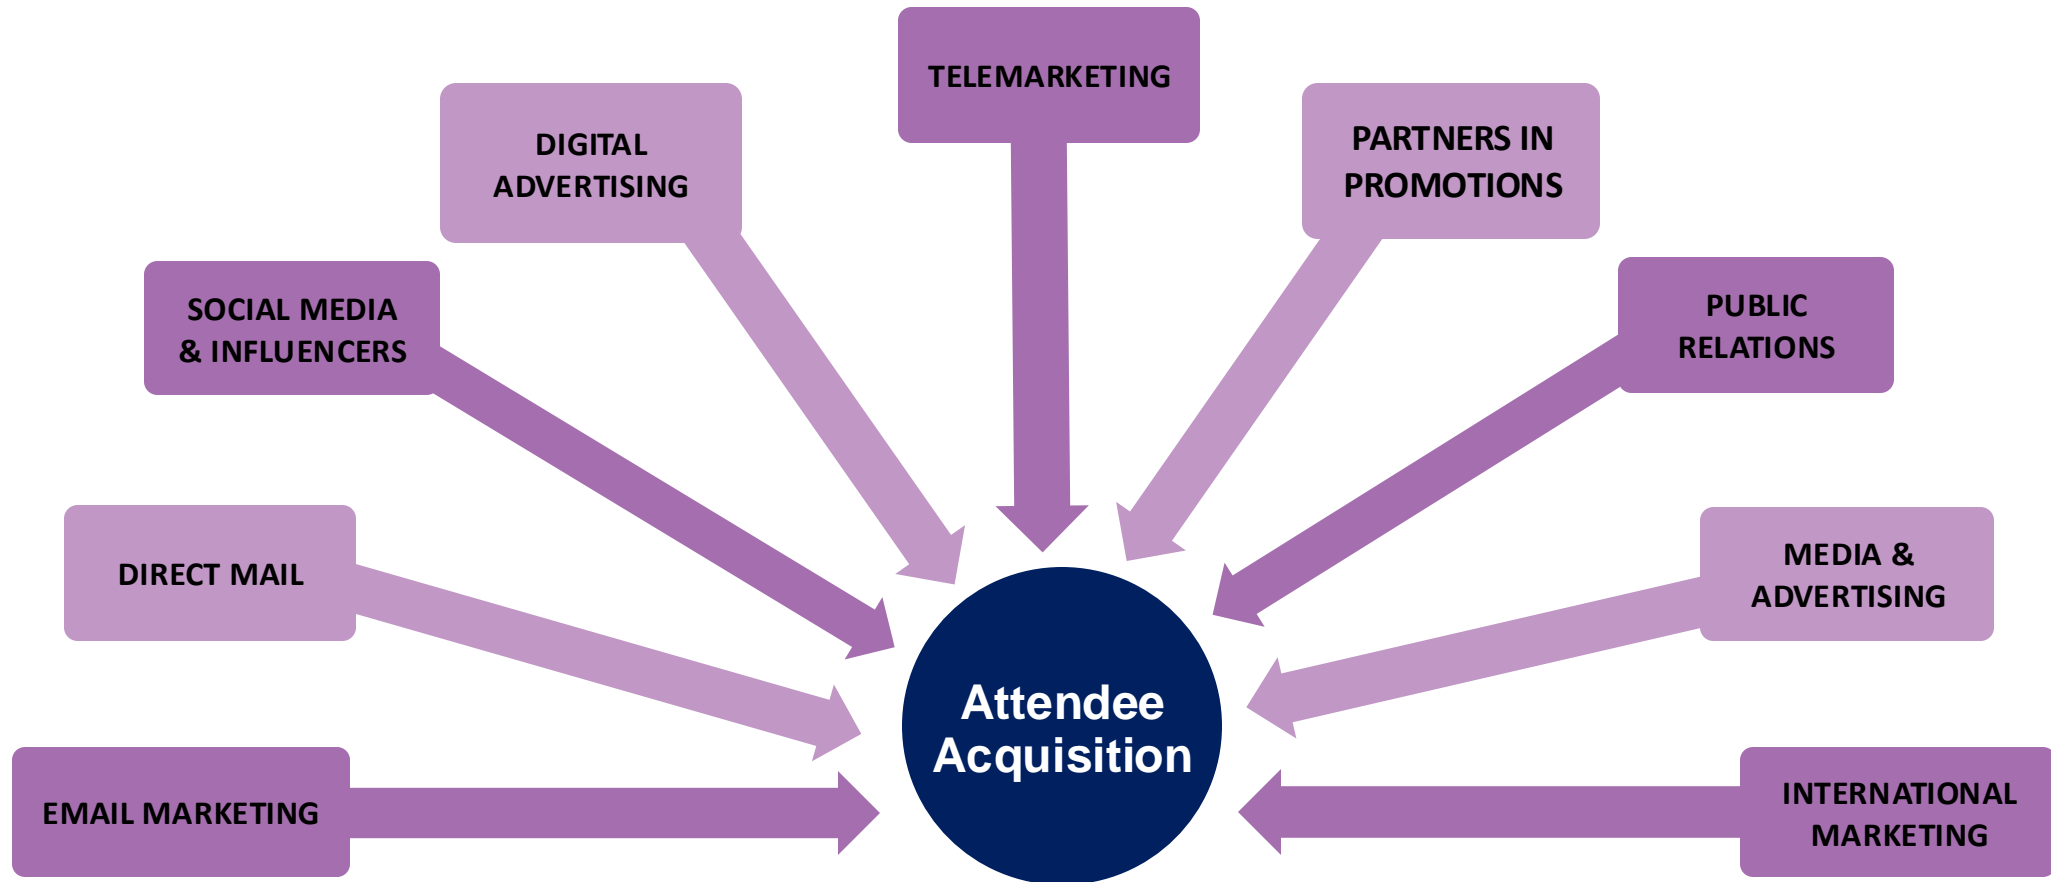 TELEMARKETING
DIGITAL
ADVERTISING
PARTNERS IN
PROMOTIONS
SOCIAL MEDIA
& INFLUENCERS
PUBLIC
RELATIONS
DIRECT MAIL
MEDIA &
ADVERTISING
Attendee
Acquisition
EMAIL MARKETING
INTERNATIONAL
MARKETING